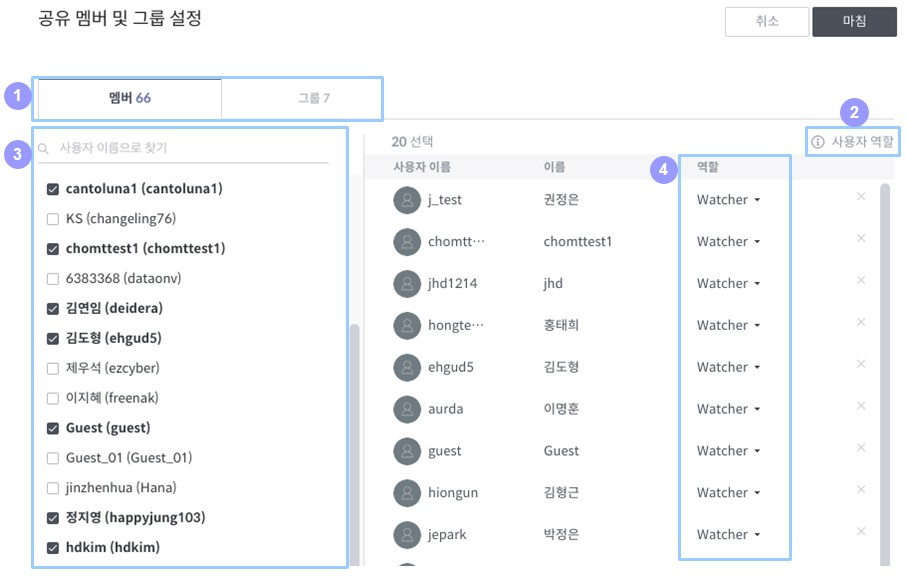 공유 멤버 및 그룹 설정
취소
마침
1
멤버 66
그룹 7
2
사용자 역할
3
사용자 이름으로 찾기
cantoluna1 (cantoluna1)
KS (changeling76)
chomttest1 (chomttest1)
6383368 (dataonv)
김연임 (deidera)
김도형 (ehgud5)
제우석 (ezcyber)
이지혜 (freenak)
Guest (guest)
Guest_01 (Guest_01)
jinzhenhua (Hana)
정지영 (happyjung103)
hdkim (hdkim)
20 선택
4
사용자 이름 이름 역할
j_test 권정은 Watcher
chomtt··· chomttest1 Watcher
jhd1214 jhd Watcher
hongte··· 홍태희 Watcher
ehgud5 김도형 Watcher
aurda 이명훈 Watcher
guest Guest Watcher
hiongun 김형근 Watcher
jepark 박정은 Watcher